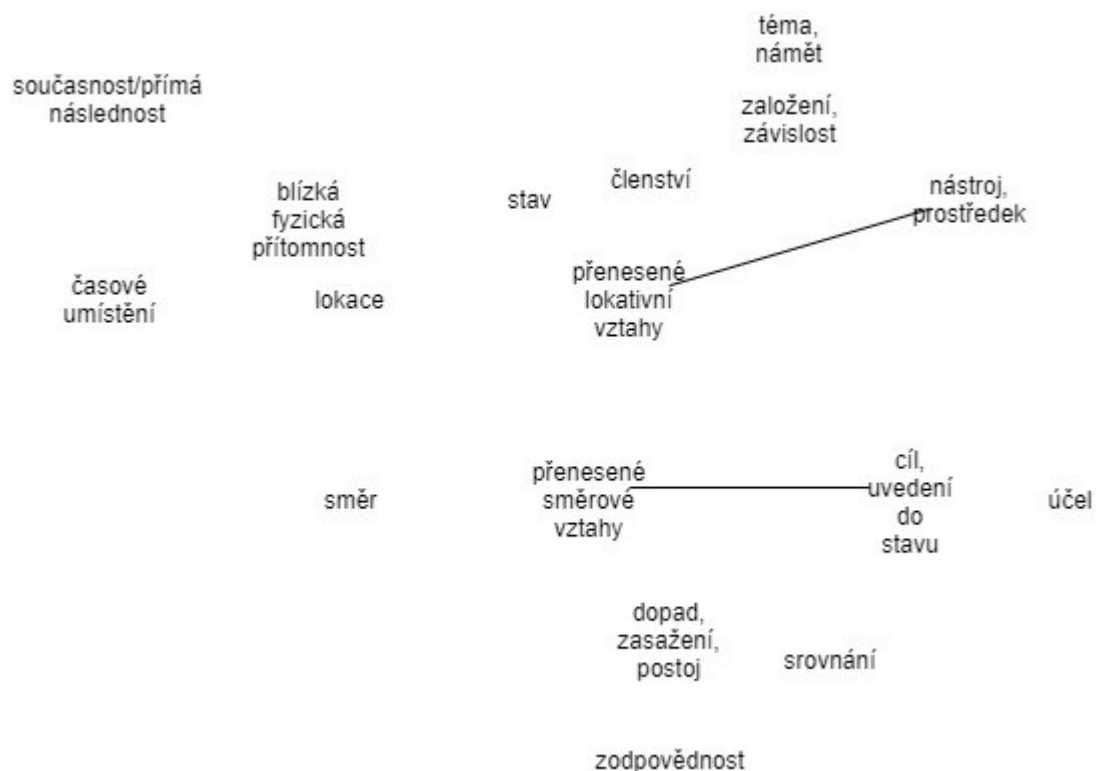 téma,
námět
současnost/přímá
následnost
založení,
závislost
členství
blízká
fyzická
přítomnost
stav
nástroj,
prostředek
přenesené
lokativní
vztahy
časové
umístění
lokace
přenesené
směrové
vztahy
cíl,
uvedení
do
stavu
směr
účel
dopad,
zasažení,
postoj
srovnání
zodpovědnost